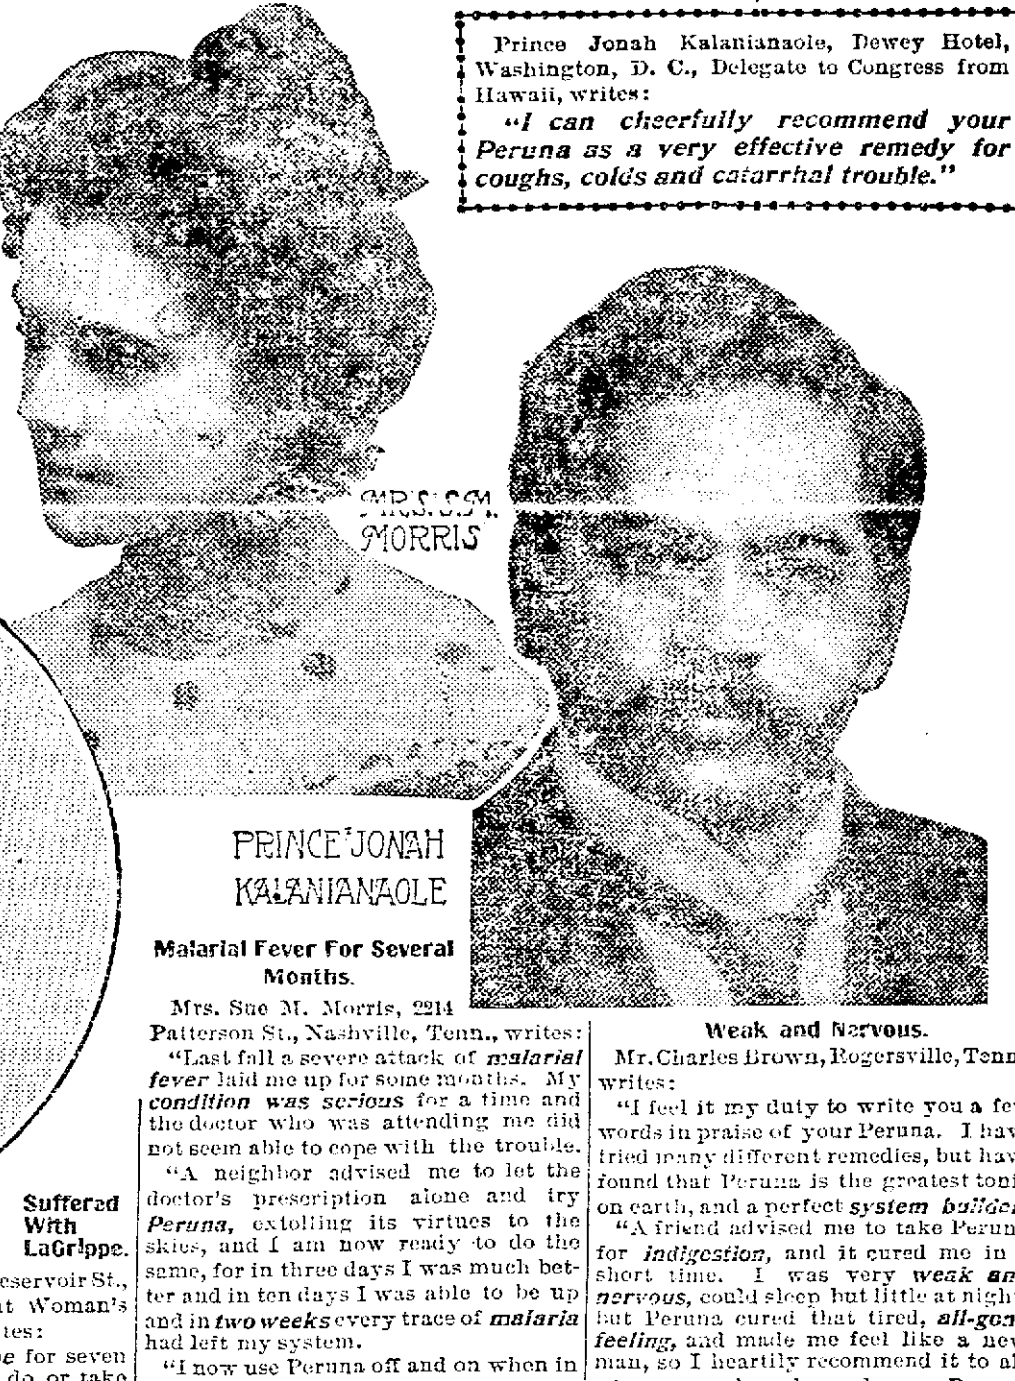 Prince Jonah Kalanianaole, Dewey Hotel,
Washington, D. C., Delegate to Congress from
Hawaii, writes:
"I can cheerfully recommend your
Peruna as a very effective remedy for
coughs, colds and catarrhal trouble."
MRS. S.M.
MORRIS
PRINCE JONAH
KALANIANAOLE
Malarial Fever For Several
Months.
Mrs. Sue M. Morris, 2214
Patterson St., Nashville, Tenn., writes:
"Last fall a severe attack of malarial
fever laid me up for some months. My
condition was serious for a time and
the doctor who was attending me did
not seem able to cope with the trouble.
"A neighbor advised me to let the
doctor's prescription alone and try
Peruna, extolling its virtues to the
skies, and I am now ready to do the
same, for in three days I was much bet-
ter and in ten days I was able to be up
and in two weeks every trace of malaria
had left my system.
"I now use Peruna off and on when in
Weak and Nervous.
Mr. Charles Brown, Rogersville, Tenn
writes:
"I feel it my duty to write you a fe
words in praise of your Peruna. I hav
tried many different remedies, but hav
found that Peruna is the greatest toni
on earth, and a perfect system builder
"A friend advised me to take Perun
for indigestion, and it cured me in
short time. I was very weak an
nervous, could sleep but little at nigh
but Peruna cured that tired, all-gon
feeling, and made me feel like a new
man, so I heartily recommend it to al
Suffered
With
LaGrippe.
eservoir St.,
t Woman's
tes:
e for seven
do or take